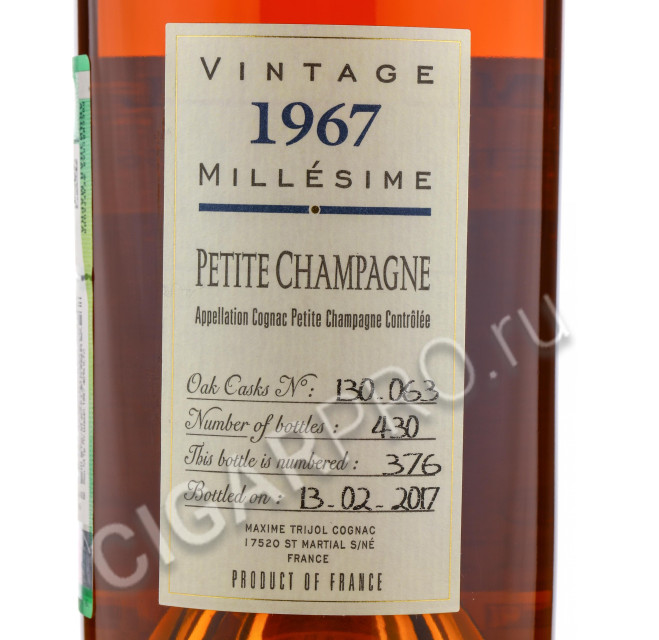 VINTAGE
1967
MILLÉSIME
PETITE CHAMPAGNE
Appellation Cognac Petite Champagne Contrôlée
Oak Casks Nº: 130.063
Number of bottles : 430
This bottle is numbered : 376
Bottled on : 13-02-2017
MAXIME TRIJOL COGNAC
17520 ST MARTIAL S/NÉ
FRANCE
PRODUCT OF FRANCE
CIGARPRO.ru